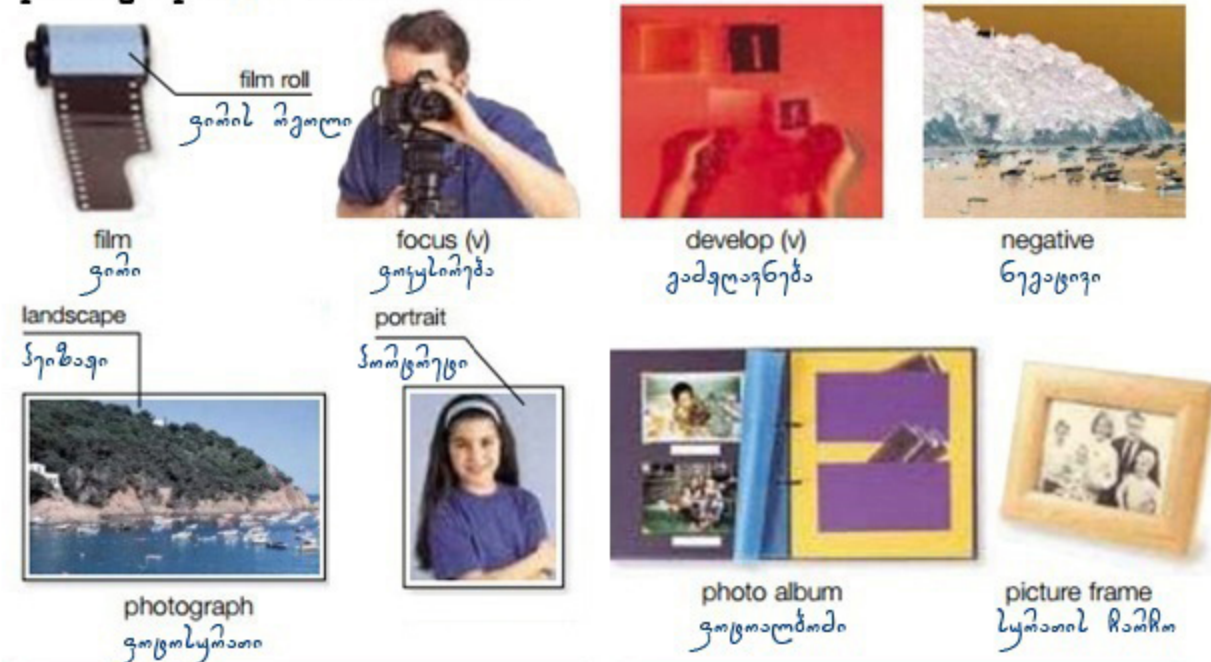 film roll
ფირის რგოლი
film
ფირი
focus (v)
ფოკუსირება
develop (v)
გამჟღავნება
negative
ნეგატივი
landscape
პეიზაჟი
portrait
პორტრეტი
photograph
ფოტოსურათი
photo album
ფოტოალბომი
picture frame
სურათის ჩარჩო